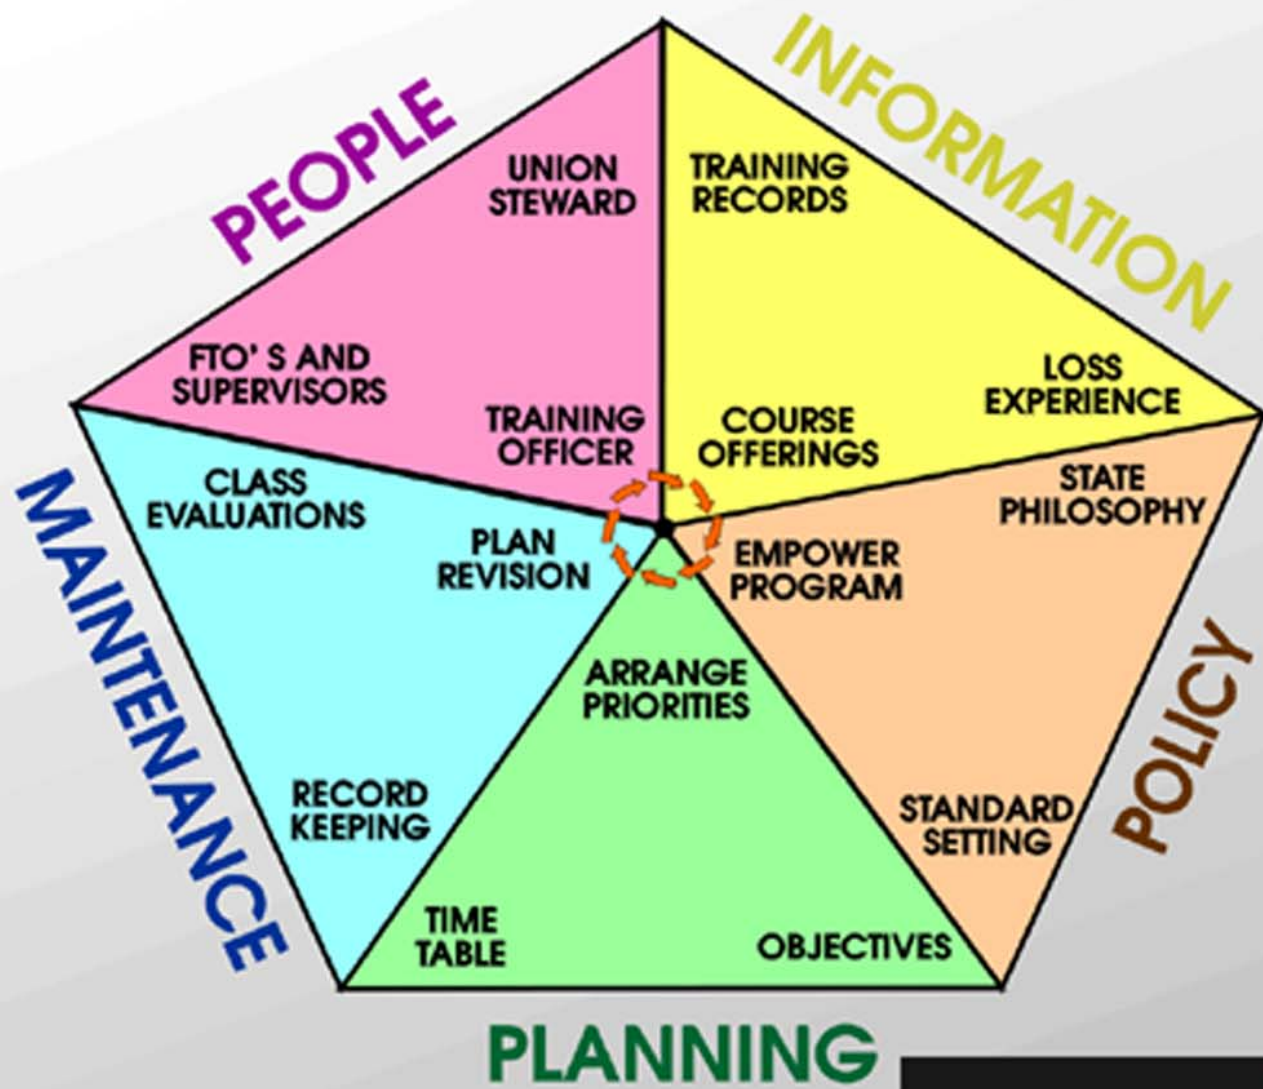 PEOPLE
INFORMATION
UNION
STEWARD
TRAINING
RECORDS
FTO' S AND
SUPERVISORS
TRAINING
OFFICER
COURSE
OFFERINGS
LOSS
EXPERIENCE
CLASS
EVALUATIONS
PLAN
REVISION
EMPOWER
PROGRAM
STATE
PHILOSOPHY
MAINTENANCE
ARRANGE
PRIORITIES
POLICY
RECORD
KEEPING
STANDARD
SETTING
TIME
TABLE
OBJECTIVES
PLANNING